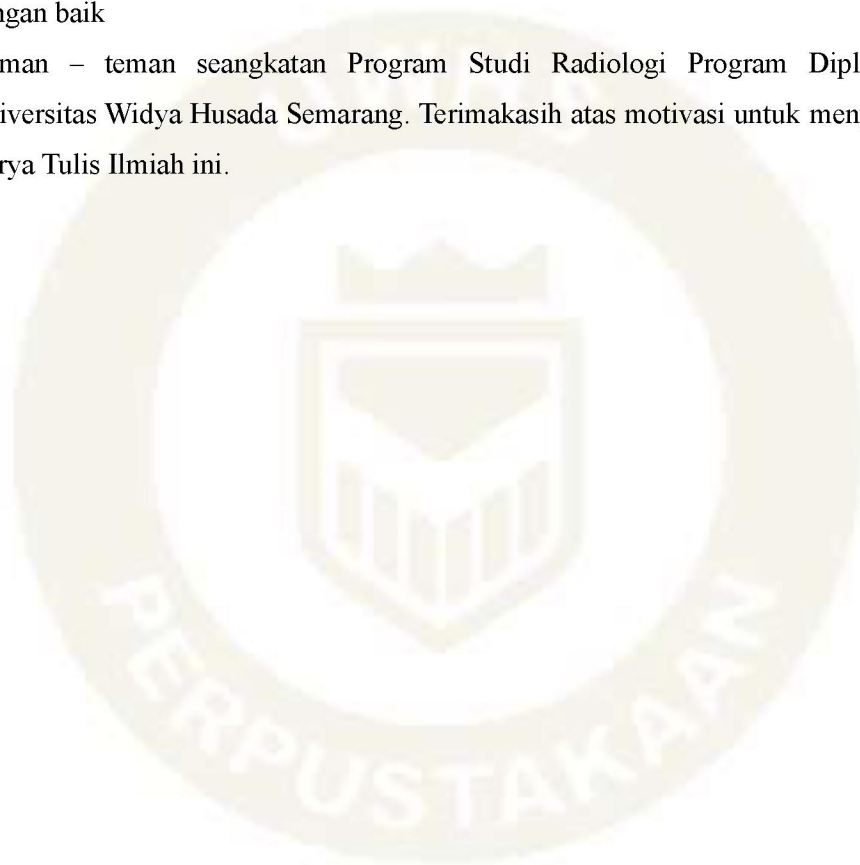 ngan baik
man – teman seangkatan Program Studi Radiologi Program Dipl
iversitas Widya Husada Semarang. Terimakasih atas motivasi untuk men
rya Tulis Ilmiah ini.
UWHS
PERPUSTAKAAN